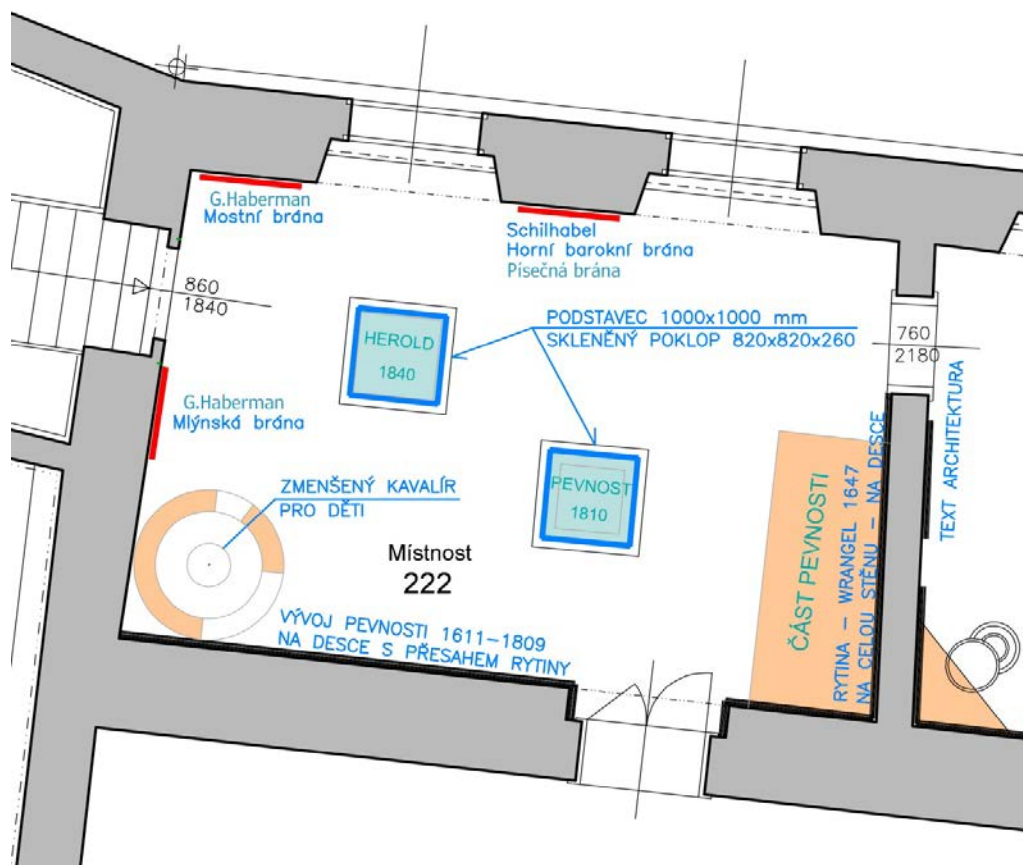 G.Haberman
Mostní brána
Schilhabel
Horní barokní brána
Písečná brána
860
1840
PODSTAVEC 1000x1000 mm
SKLENĚNÝ POKLOP 820x820x260
HEROLD
1840
760
2180
G.Haberman
Mlýnská brána
TEXT ARCHITEKTURA
PEVNOST
1810
ZMENŠENÝ KAVALÍR
PRO DĚTI
ČÁST PEVNOSTI
RYTINA – WRANGEL 1647
NA CELOU STĚNU – NA DESCE
Místnost
222
VÝVOJ PEVNOSTI 1611-1809
NA DESCE S PŘESAHEM RYTINY